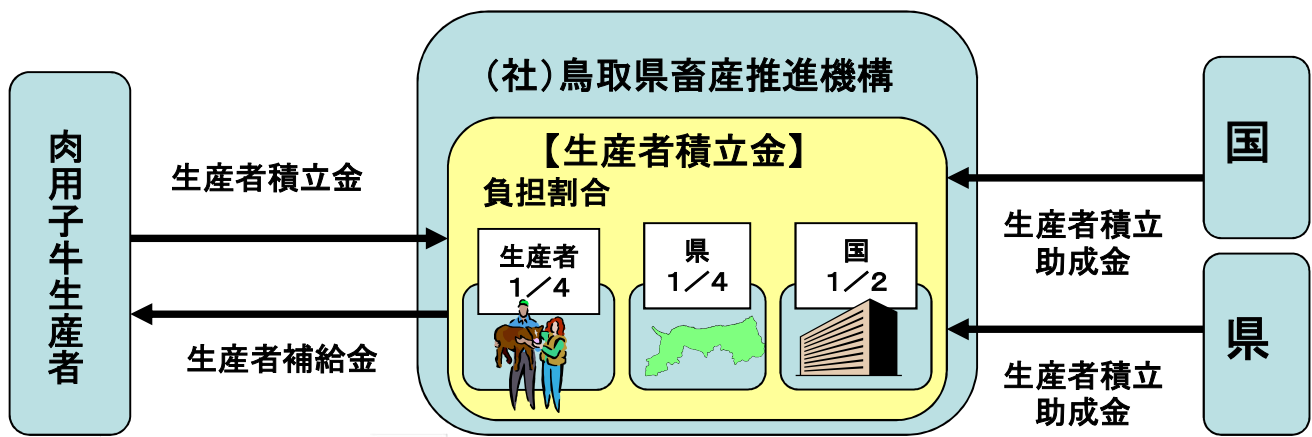 (社)鳥取県畜産推進機構
【生産者積立金】
負担割合
生産者
1/4
県
1/4
国
1/2
肉用子牛生産者
生産者積立金
生産者補給金
国
生産者積立
助成金
県
生産者積立
助成金